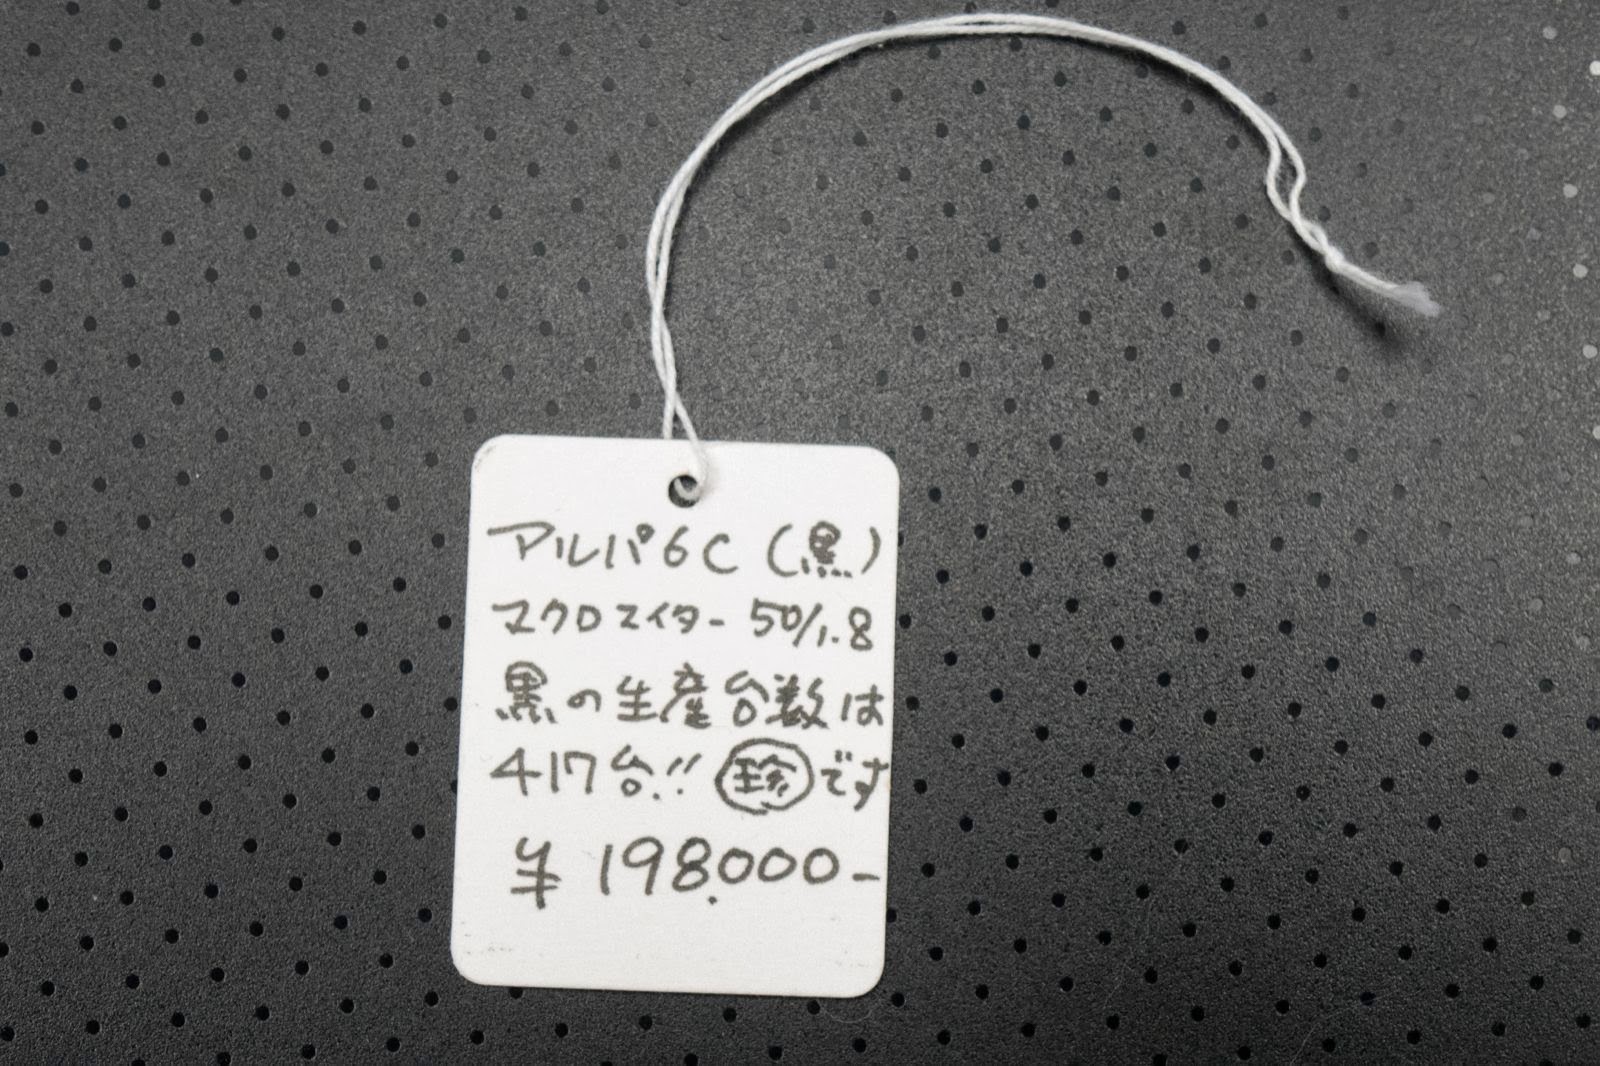 アルパ6C (黒)
マクロスイター 50/1.8
黒の生産台数は
417台!! 珍です
¥198.000-